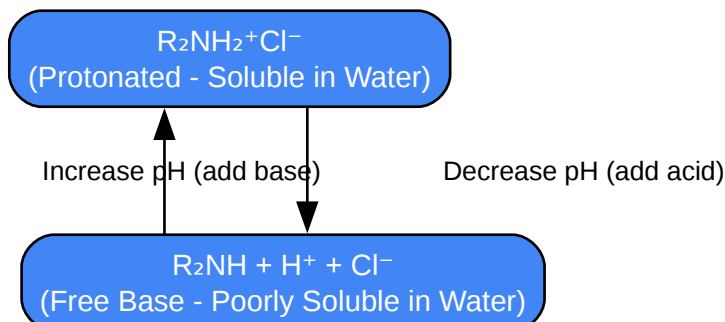 R₂NH₂⁺Cl⁻
(Protonated - Soluble in Water)
Increase pH (add base)
Decrease pH (add acid)
R₂NH + H⁺ + Cl⁻
(Free Base - Poorly Soluble in Water)